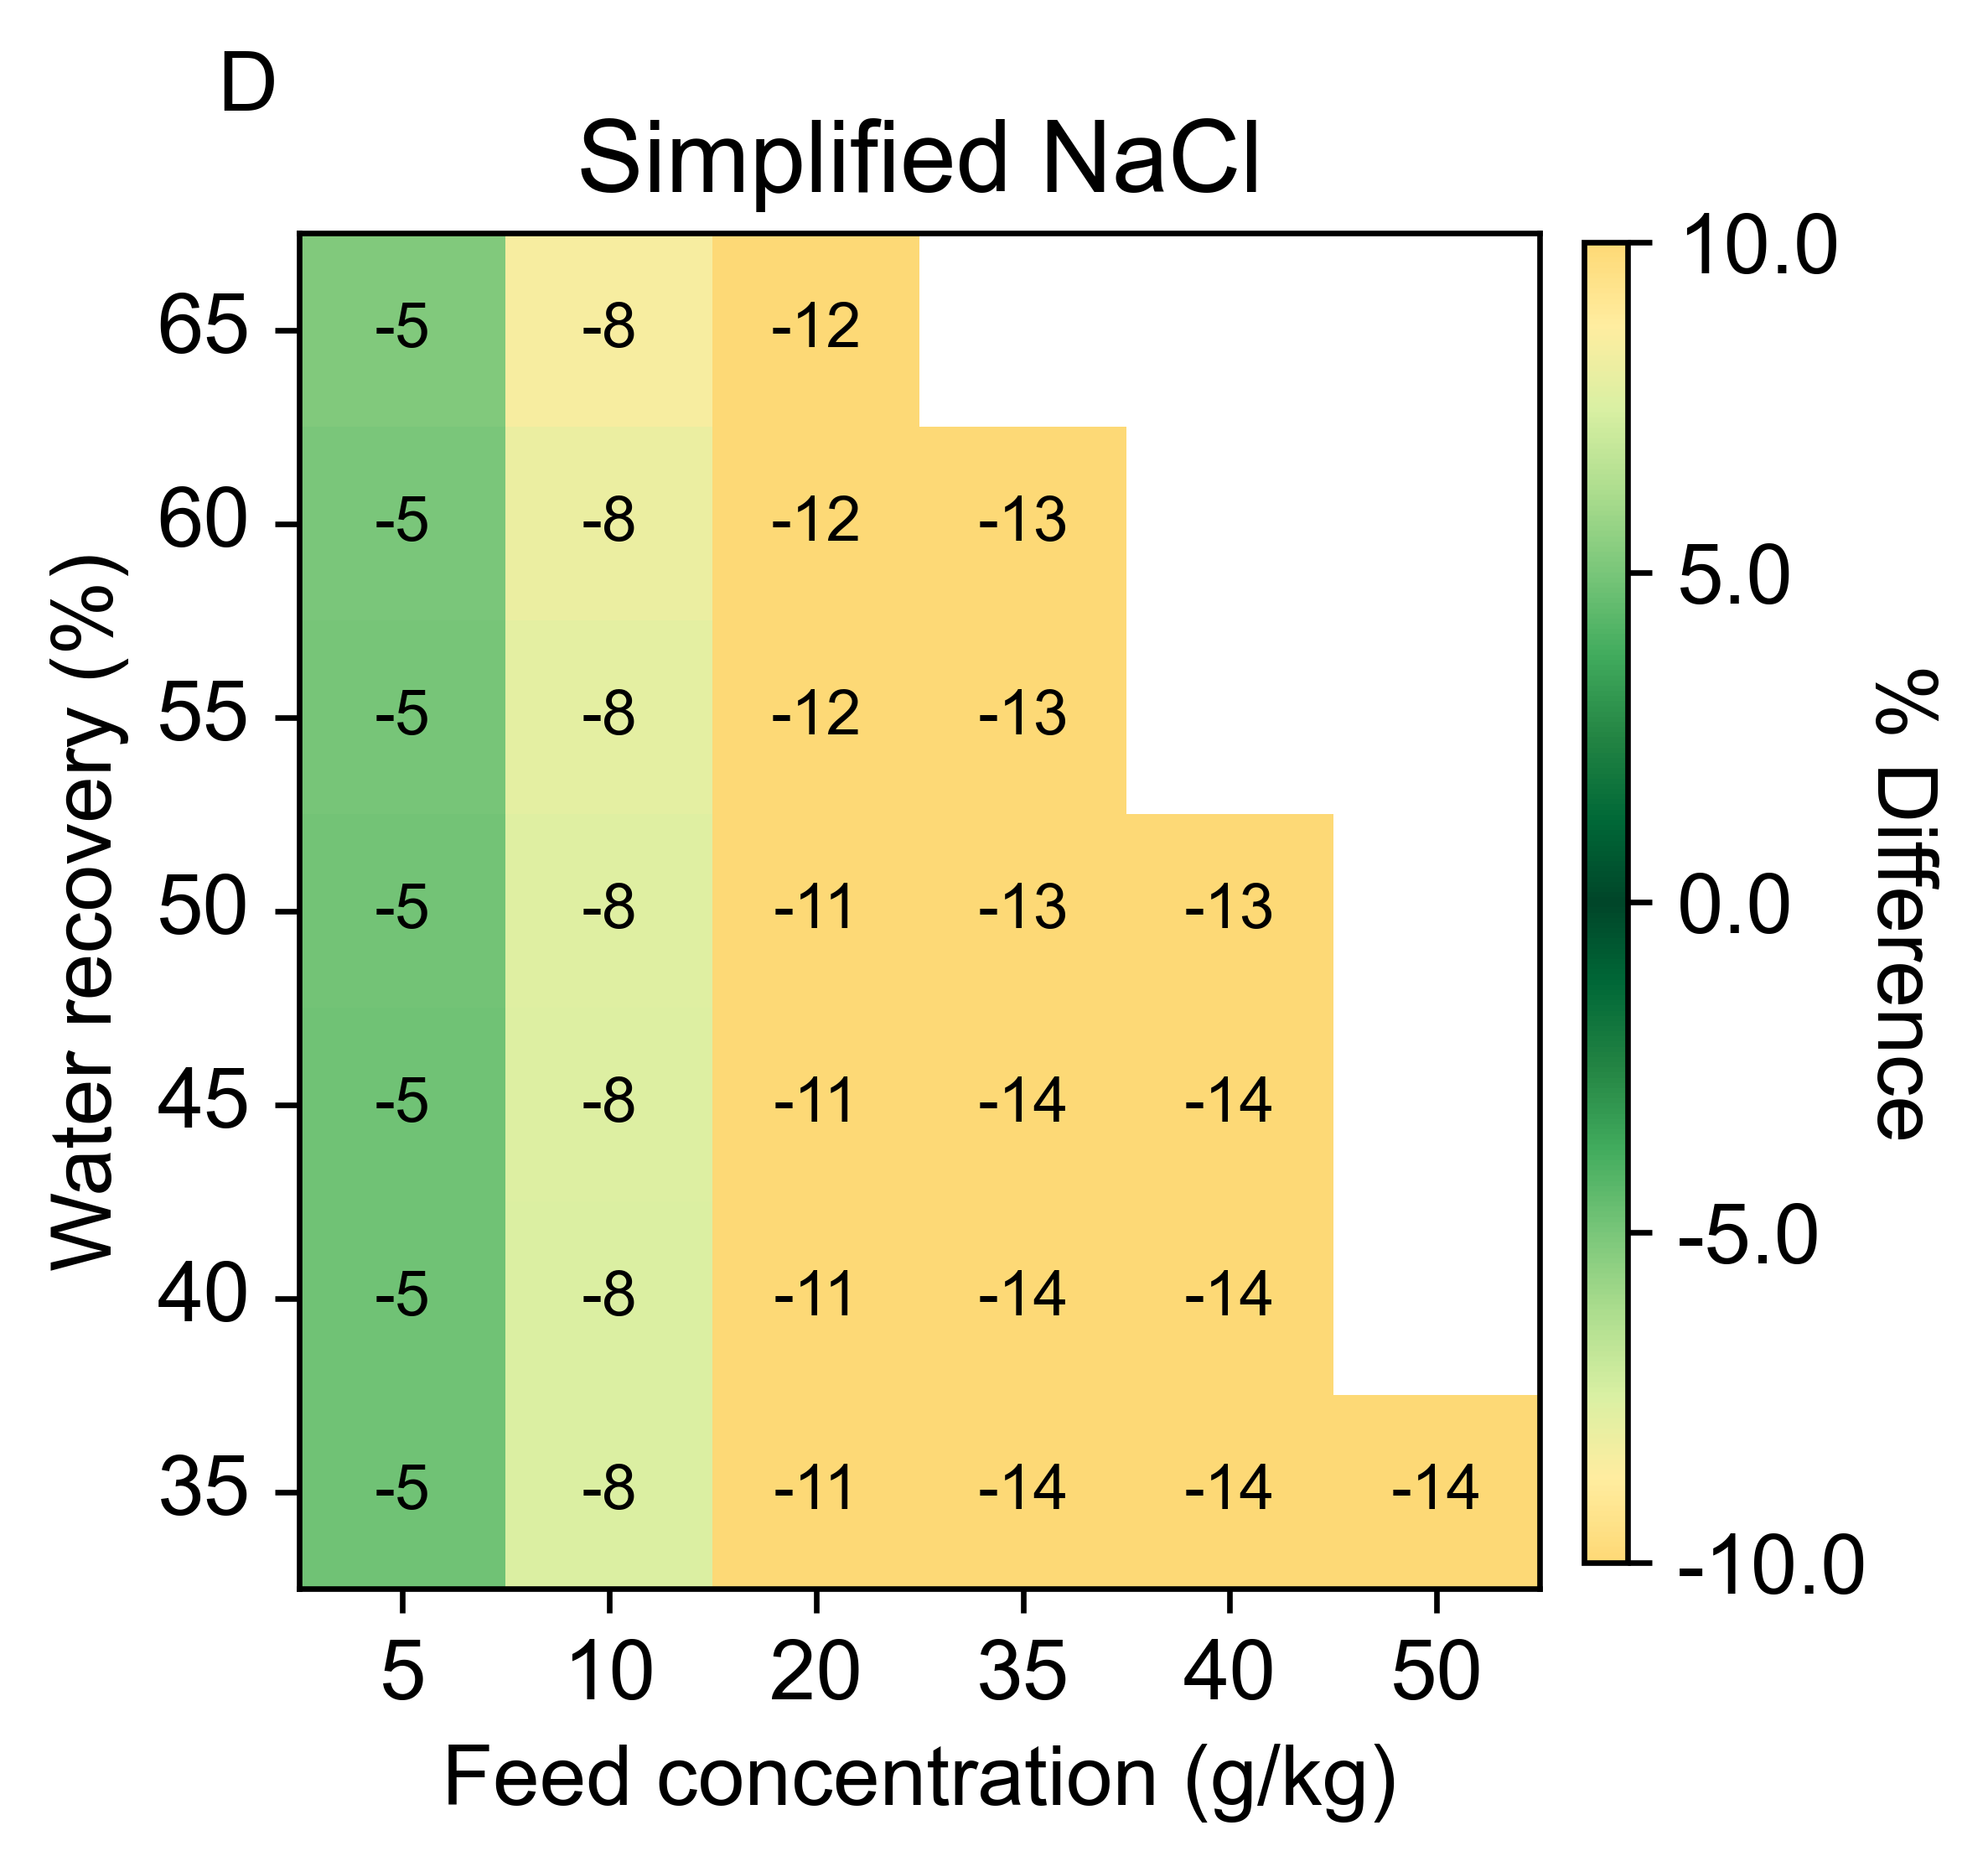 D
Simplified NaCl
65 -5 -8 -12
60 -5 -8 -12 -13
55 -5 -8 -12 -13
50 -5 -8 -11 -13 -13
45 -5 -8 -11 -14 -14
40 -5 -8 -11 -14 -14
35 -5 -8 -11 -14 -14 -14
5 10 20 35 40 50
Feed concentration (g/kg)
Water recovery (%)
10.0
5.0
0.0
-5.0
-10.0
% Difference